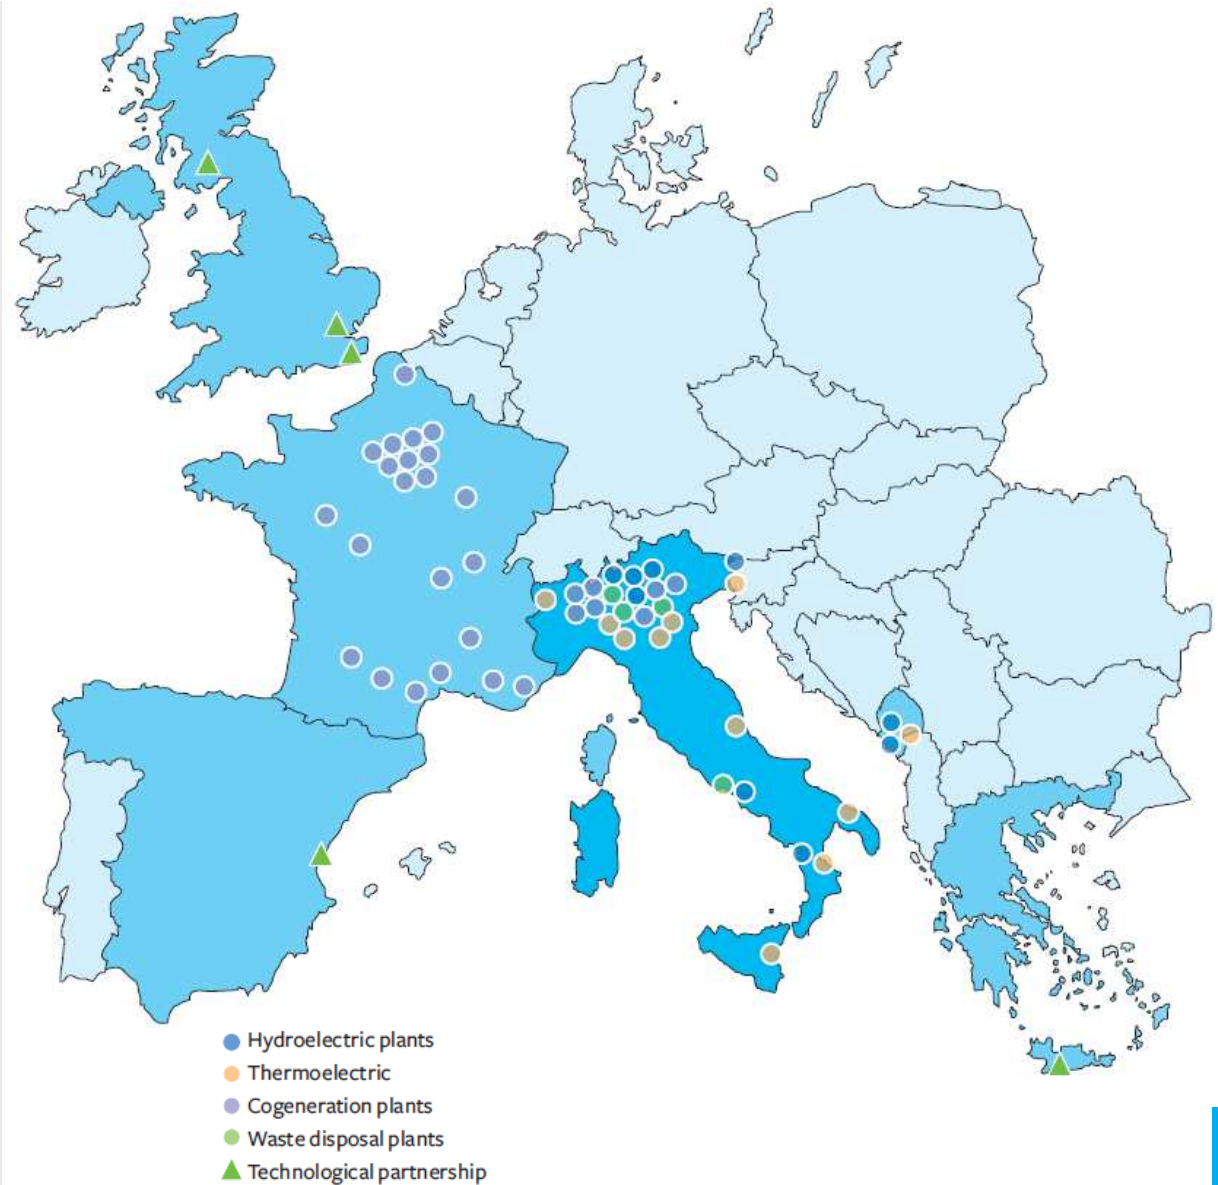 Hydroelectric plants
Thermoelectric
Cogeneration plants
Waste disposal plants
Technological partnership